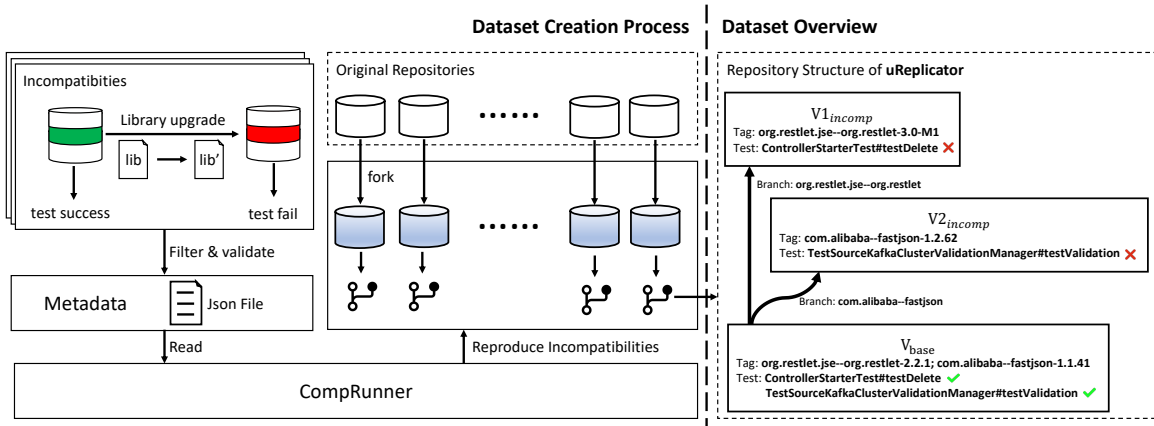 Dataset Creation Process
Dataset Overview
Incompatibities
Library upgrade
lib
lib’
test success
test fail
Filter & validate
Metadata
Json File
Read
CompRunner
Original Repositories
......
fork
......
Reproduce Incompatibilities
Repository Structure of uReplicator
V1incomp
Tag: org.restlet.jse--org.restlet-3.0-M1
Test: ControllerStarterTest#testDelete
Branch: org.restlet.jse--org.restlet
V2incomp
Tag: com.alibaba--fastjson-1.2.62
Test: TestSourceKafkaClusterValidationManager#testValidation
Branch: com.alibaba--fastjson
Vbase
Tag: org.restlet.jse--org.restlet-2.2.1; com.alibaba--fastjson-1.1.41
Test: ControllerStarterTest#testDelete
TestSourceKafkaClusterValidationManager#testValidation